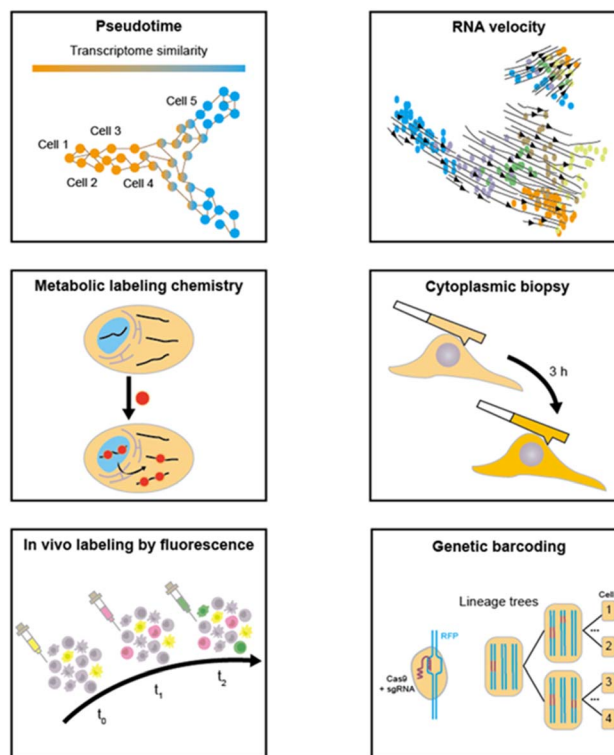 Pseudotime
Transcriptome similarity
Cell 5
Cell 3
Cell 1
Cell 2
Cell 4
RNA velocity
Metabolic labeling chemistry
Cytoplasmic biopsy
3 h
In vivo labeling by fluorescence
t0
t1
t2
Genetic barcoding
Lineage trees
Cell
RFP
Cas9
+ sgRNA
1
...
2
3
...
4